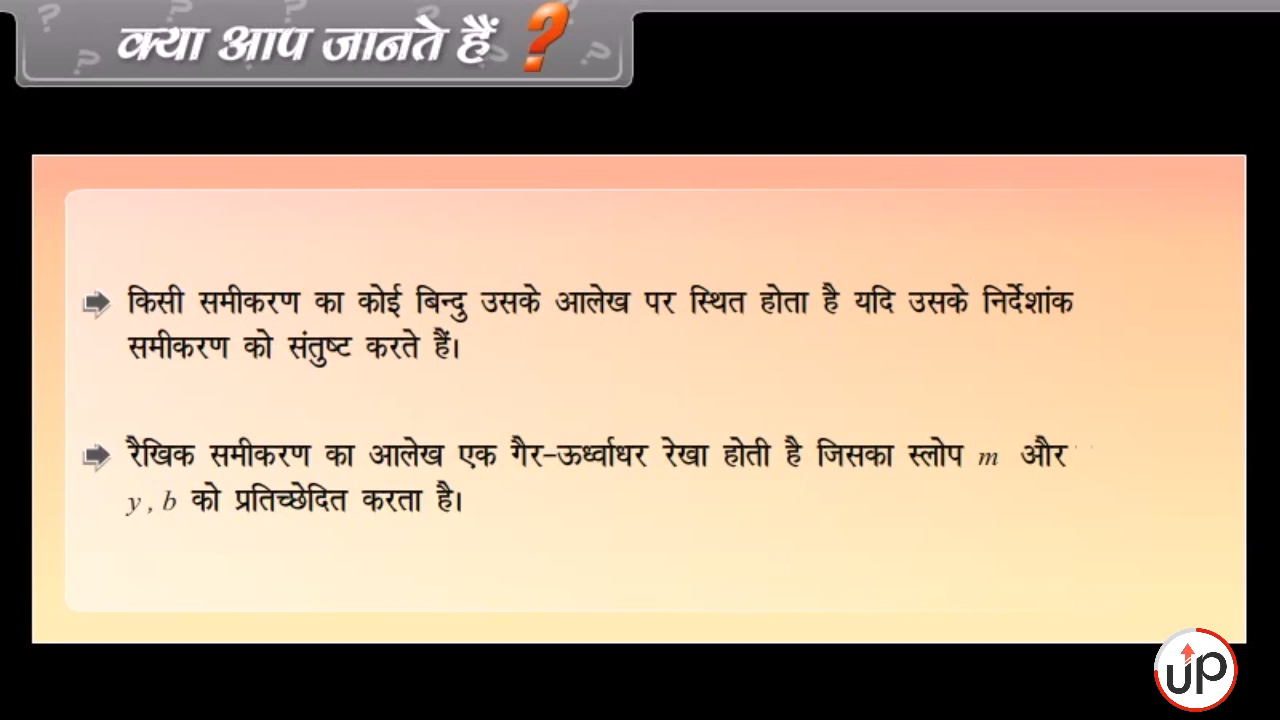 क्या आप जानते हैं ?
किसी समीकरण का कोई बिन्दु उसके आलेख पर स्थित होता है यदि उसके निर्देशांक
समीकरण को संतुष्ट करते हैं।
रैखिक समीकरण का आलेख एक गैर-ऊर्ध्वाधर रेखा होती है जिसका स्लोप m और
y , b को प्रतिच्छेदित करता है।
up